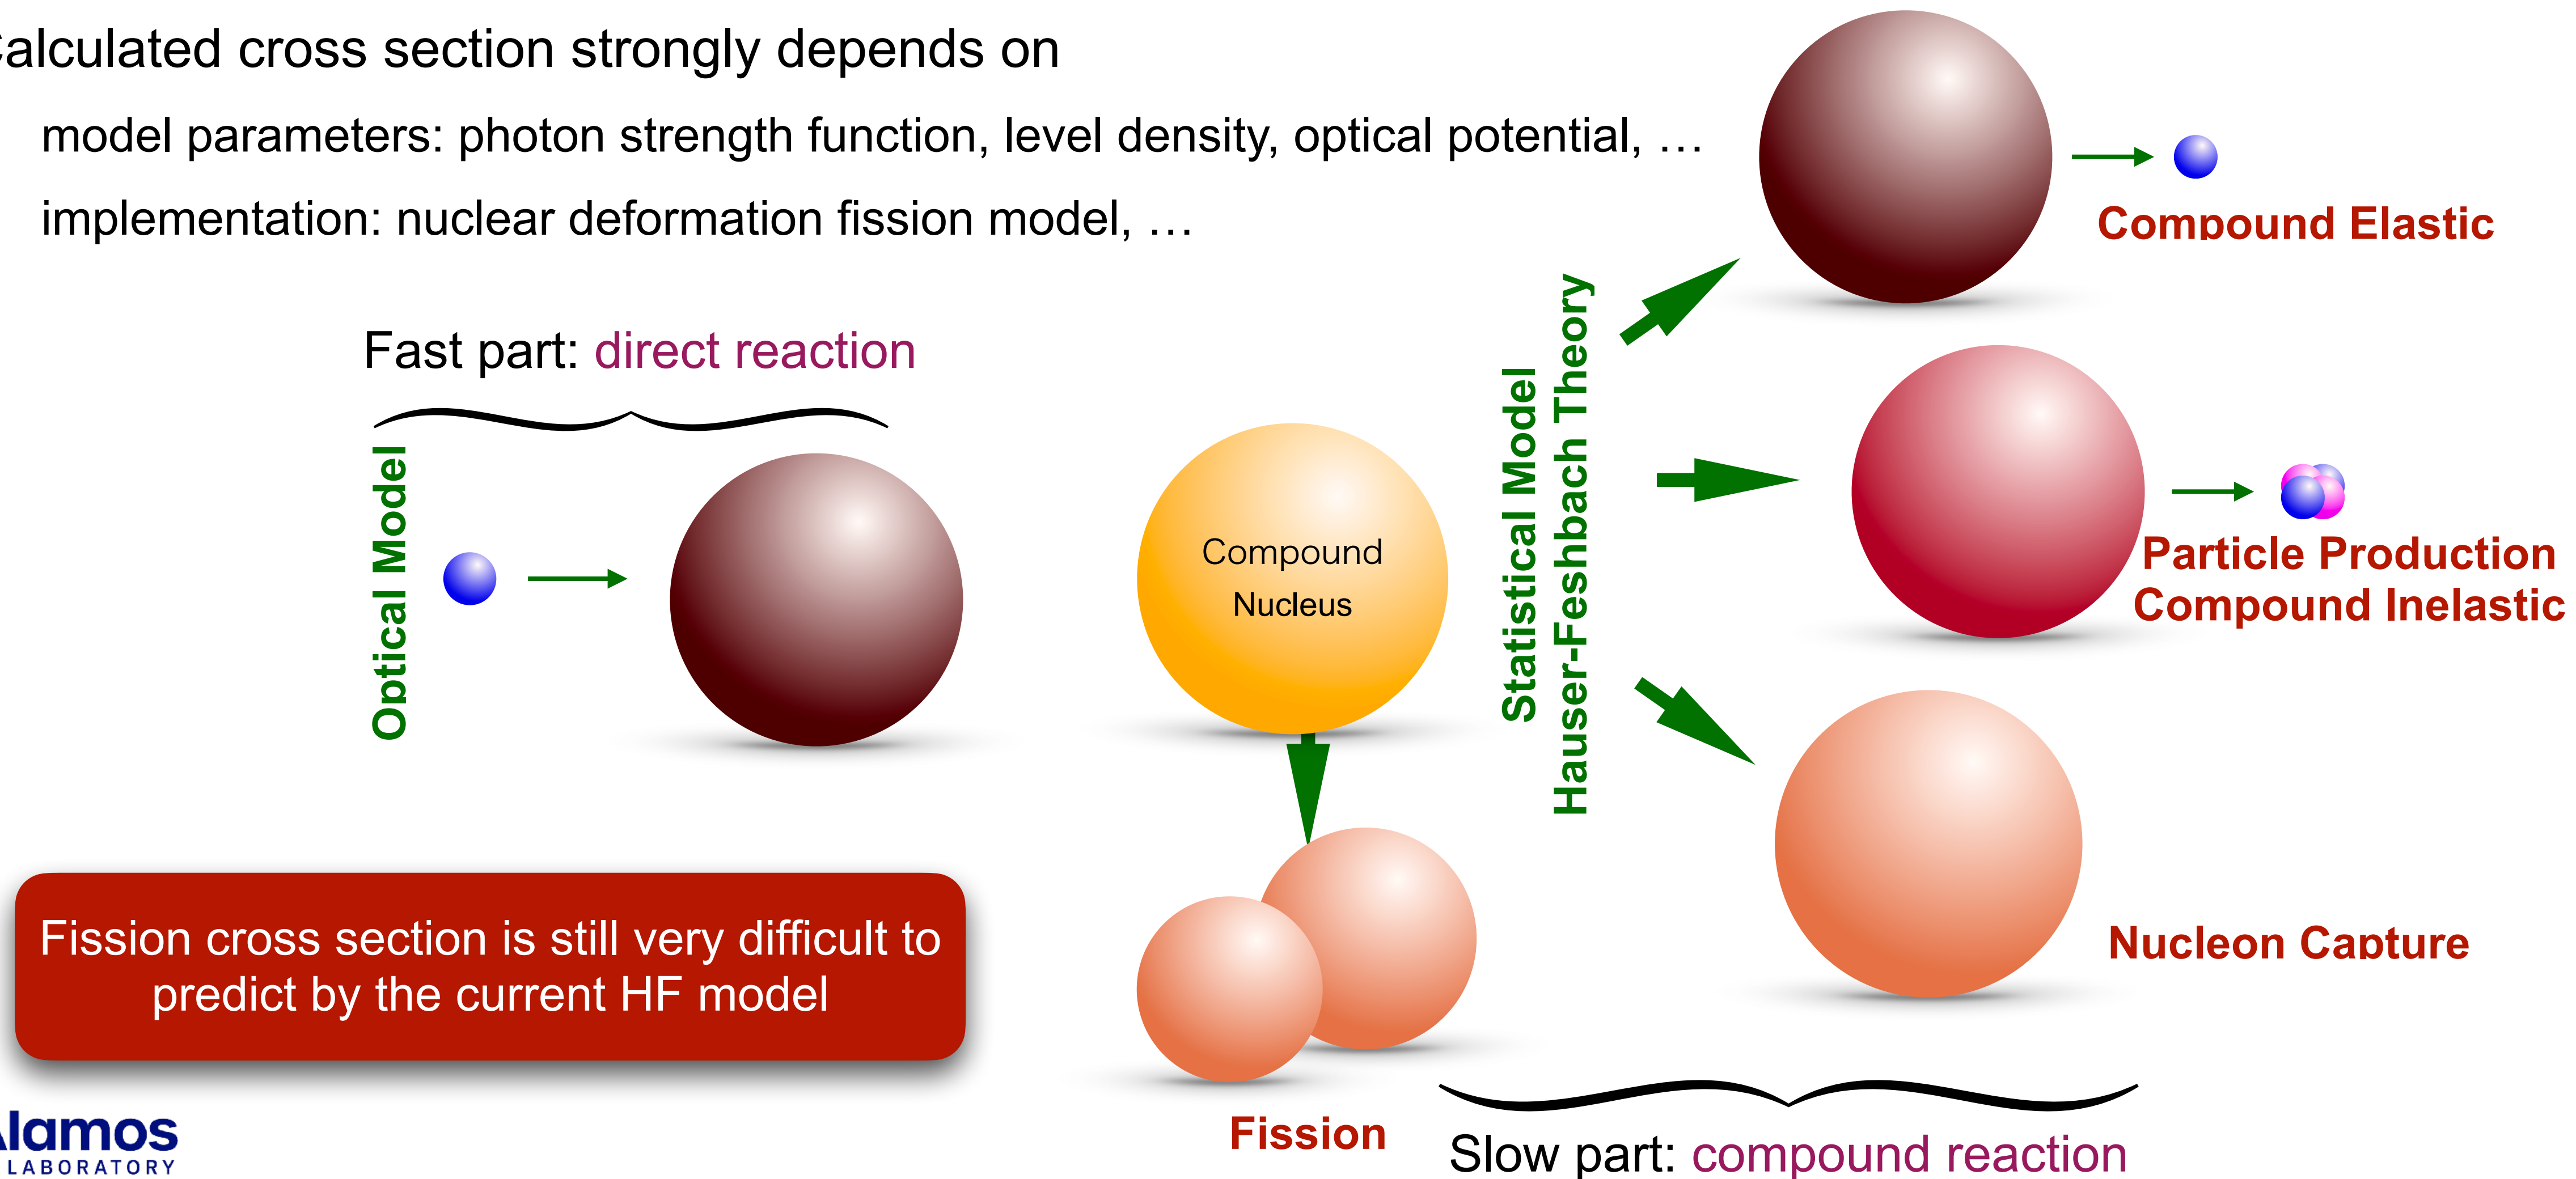 alculated cross section strongly depends on
model parameters: photon strength function, level density, optical potential, …
implementation: nuclear deformation fission model, …
Compound Elastic
Fast part: direct reaction
Optical Model
Compound
Nucleus
Statistical Model
Hauser-Feshbach Theory
Particle Production
Compound Inelastic
Nucleon Capture
Fission cross section is still very difficult to
predict by the current HF model
Fission
Slow part: compound reaction
Alamos
LABORATORY